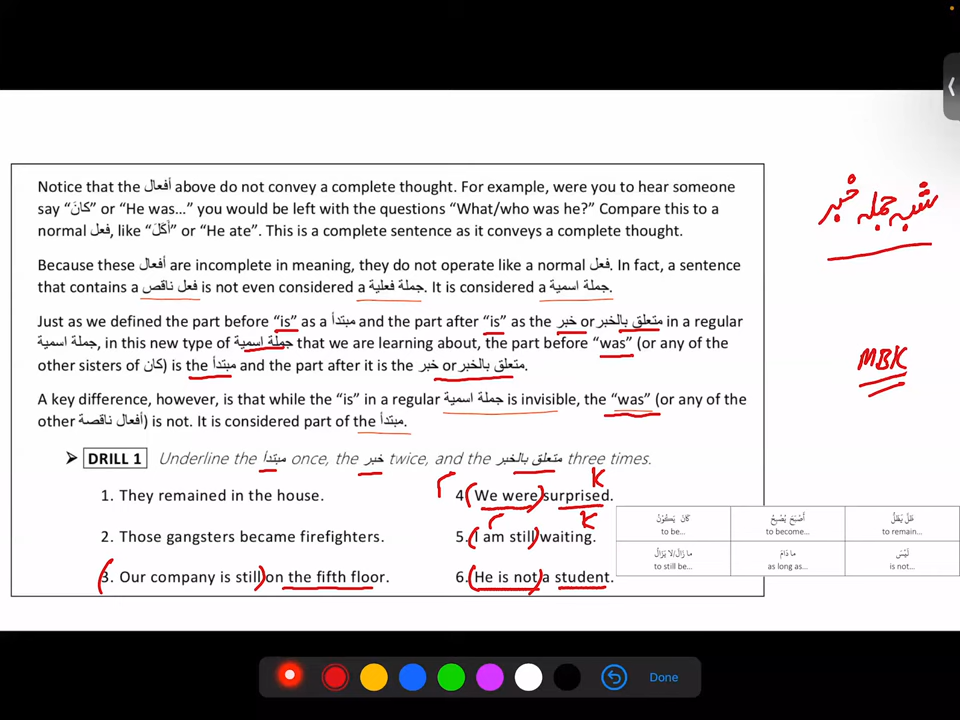 Notice that the أفعال above do not convey a complete thought. For example, were you to hear someone
say “كانَ” or “He was…” you would be left with the questions “What/who was he?” Compare this to a
normal فعل, like “أَكَلَ” or “He ate”. This is a complete sentence as it conveys a complete thought.
Because these أفعال are incomplete in meaning, they do not operate like a normal فعل. In fact, a sentence
that contains a فعل ناقص is not even considered a جملة فعلية. It is considered a جملة اسمية.
Just as we defined the part before “is” as a مبتدأ and the part after “is” as the خبر or متعلق بالخبر in a regular
جملة اسمية, in this new type of جملة اسمية that we are learning about, the part before “was” (or any of the
other sisters of كان) is the مبتدأ and the part after it is the خبر or متعلق بالخبر.
A key difference, however, is that while the “is” in a regular جملة اسمية is invisible, the “was” (or any of the
other أفعال ناقصة) is not. It is considered part of the مبتدأ.
➤ DRILL 1 Underline the مبتدأ once, the خبر twice, and the متعلق بالخبر three times.
1. They remained in the house.
2. Those gangsters became firefighters.
3. Our company is still on the fifth floor.
K
4. We were surprised.
K
5. I am still waiting.
6. He is not a student.
كَانَ يَكُوْنُ
to be…
أَصْبَحَ يُصْبِحُ
to become…
ظَلَّ يَظَلُّ
to remain…
ما زَالَ/لا يَزَالُ
to still be…
ما دَامَ
as long as…
لَيْسَ
is not…
شبه جمله خبر
MBK
Done